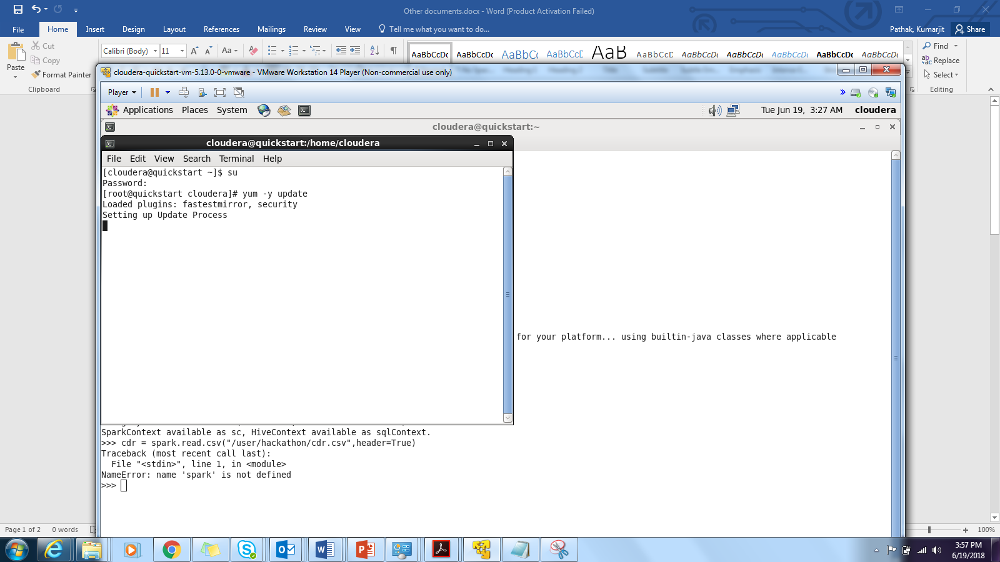 Other documents.docx - Word (Product Activation Failed)
File
Home
Insert
Design
Layout
References
Mailings
Review
View
Tell me what you want to do...
Pathak, Kumarjit
Share
Paste
Cut
Copy
Format Painter
Clipboard
Calibri (Body)
11
Aa
AaBbCcDc
AaBbCcDc
AaBbCc
AaBbCcD
AaB
AaBbCcD
AaBbCcDc
AaBbCcDc
AaBbCcDc
AaBbCcDc
AaBbCcDc
Find
Replace
Select
Editing
cloudera-quickstart-vm-5.13.0-0-vmware - VMware Workstation 14 Player (Non-commercial use only)
Player
Applications Places System
Tue Jun 19, 3:27 AM
cloudera
cloudera@quickstart:~
cloudera@quickstart:/home/cloudera
File Edit View Search Terminal Help
[cloudera@quickstart ~]$ su
Password:
[root@quickstart cloudera]# yum -y update
Loaded plugins: fastestmirror, security
Setting up Update Process
for your platform... using builtin-java classes where applicable
SparkContext available as sc, HiveContext available as sqlContext.
>>> cdr = spark.read.csv("/user/hackathon/cdr.csv",header=True)
Traceback (most recent call last):
File "<stdin>", line 1, in <module>
NameError: name 'spark' is not defined
>>>
Page 1 of 2
0 words
100%
3:57 PM
6/19/2018